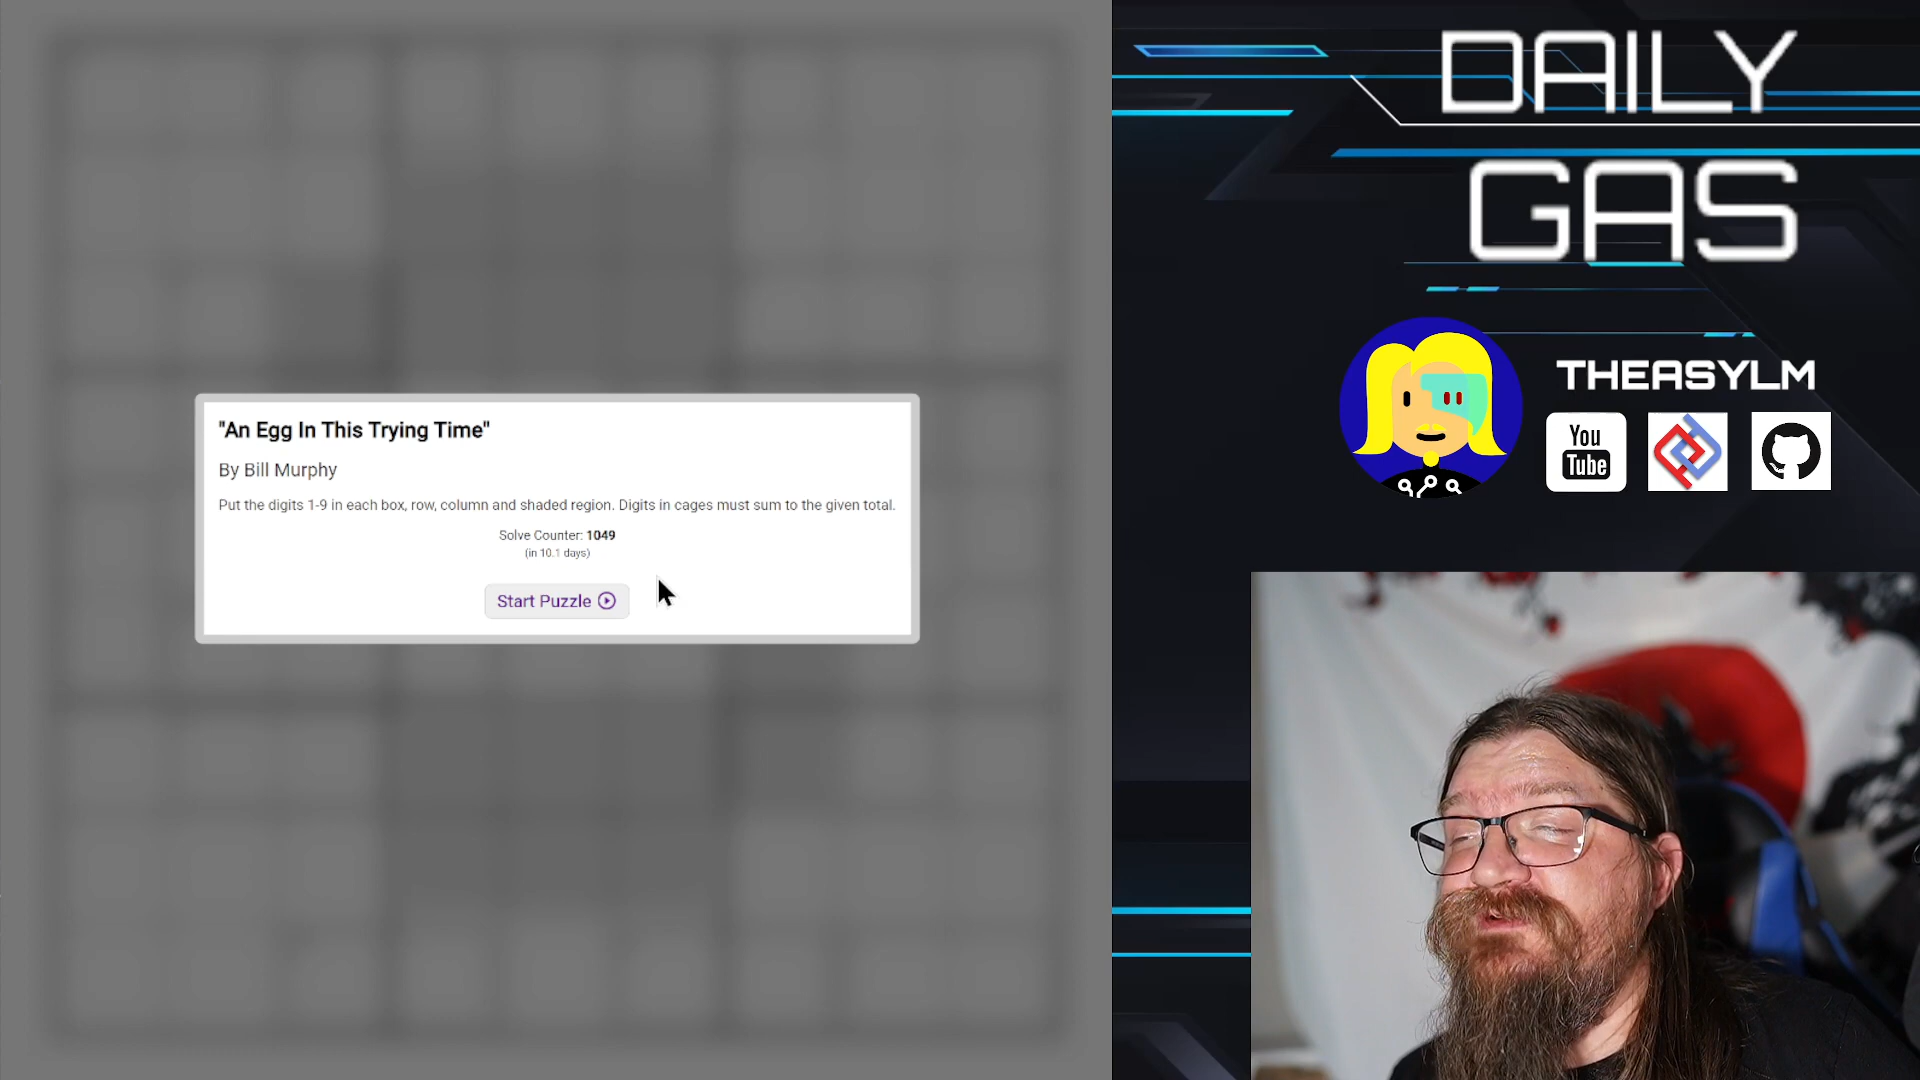 "An Egg In This Trying Time"
By Bill Murphy
Put the digits 1-9 in each box, row, column and shaded region. Digits in cages must sum to the given total.
Solve Counter: 1049
(in 10.1 days)
Start Puzzle
DAILY
GAS
THEASYLM
You
Tube